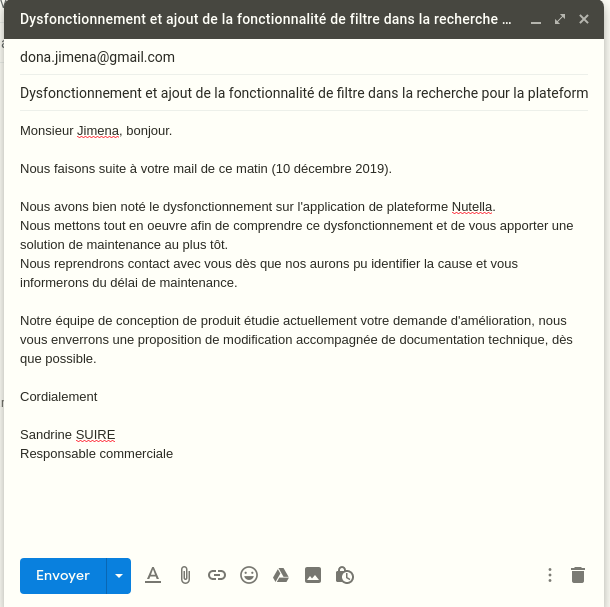 Dysfonctionnement et ajout de la fonctionnalité de filtre dans la recherche ...
dona.jimena@gmail.com
Dysfonctionnement et ajout de la fonctionnalité de filtre dans la recherche pour la plateform
Monsieur Jimena, bonjour.
Nous faisons suite à votre mail de ce matin (10 décembre 2019).
Nous avons bien noté le dysfonctionnement sur l'application de plateforme Nutella.
Nous mettons tout en oeuvre afin de comprendre ce dysfonctionnement et de vous apporter une
solution de maintenance au plus tôt.
Nous reprendrons contact avec vous dès que nos aurons pu identifier la cause et vous
informerons du délai de maintenance.
Notre équipe de conception de produit étudie actuellement votre demande d'amélioration, nous
vous enverrons une proposition de modification accompagnée de documentation technique, dès
que possible.
Cordialement
Sandrine SUIRE
Responsable commerciale
Envoyer